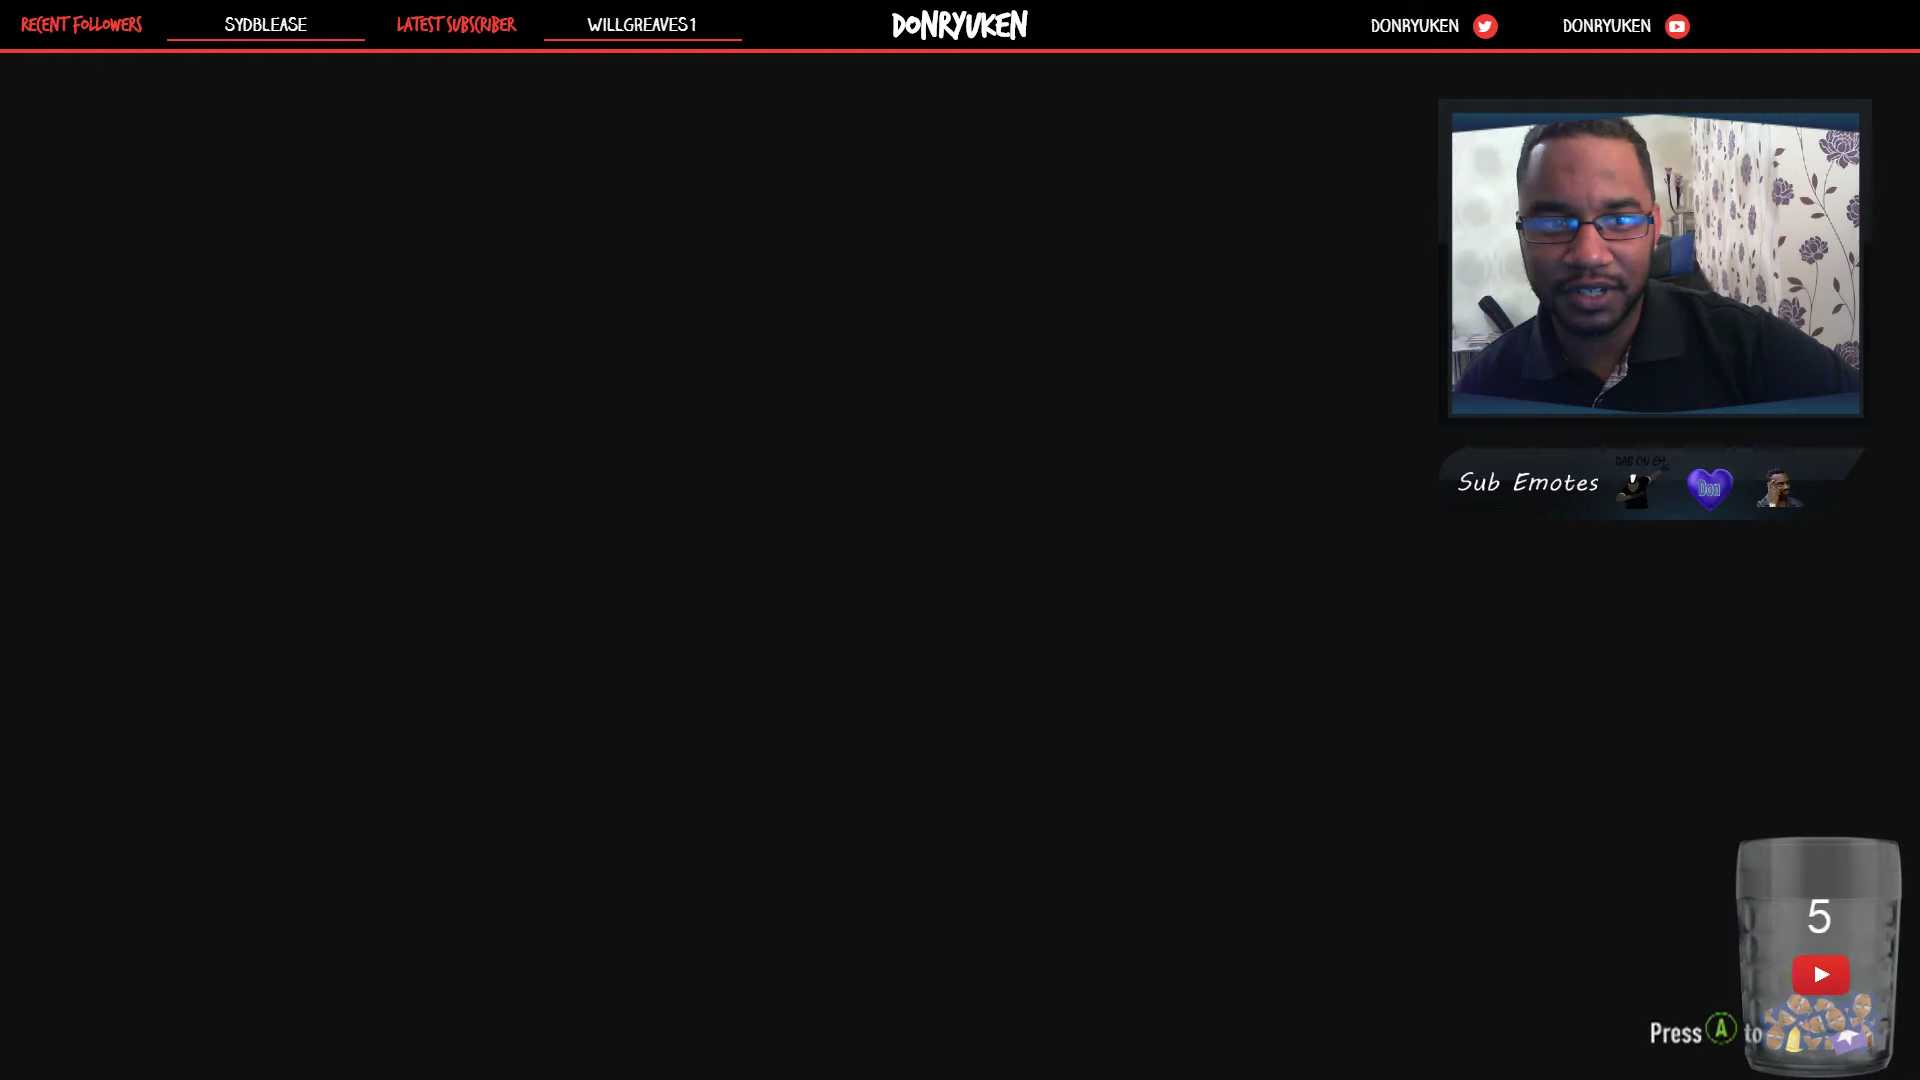 RECENT FOLLOWERS
SYDBLEASE
LATEST SUBSCRIBER
WILLGREAVES1
DONRYUKEN
DONRYUKEN
DONRYUKEN
DAB ON EM
Sub Emotes
Don
5
Press A to